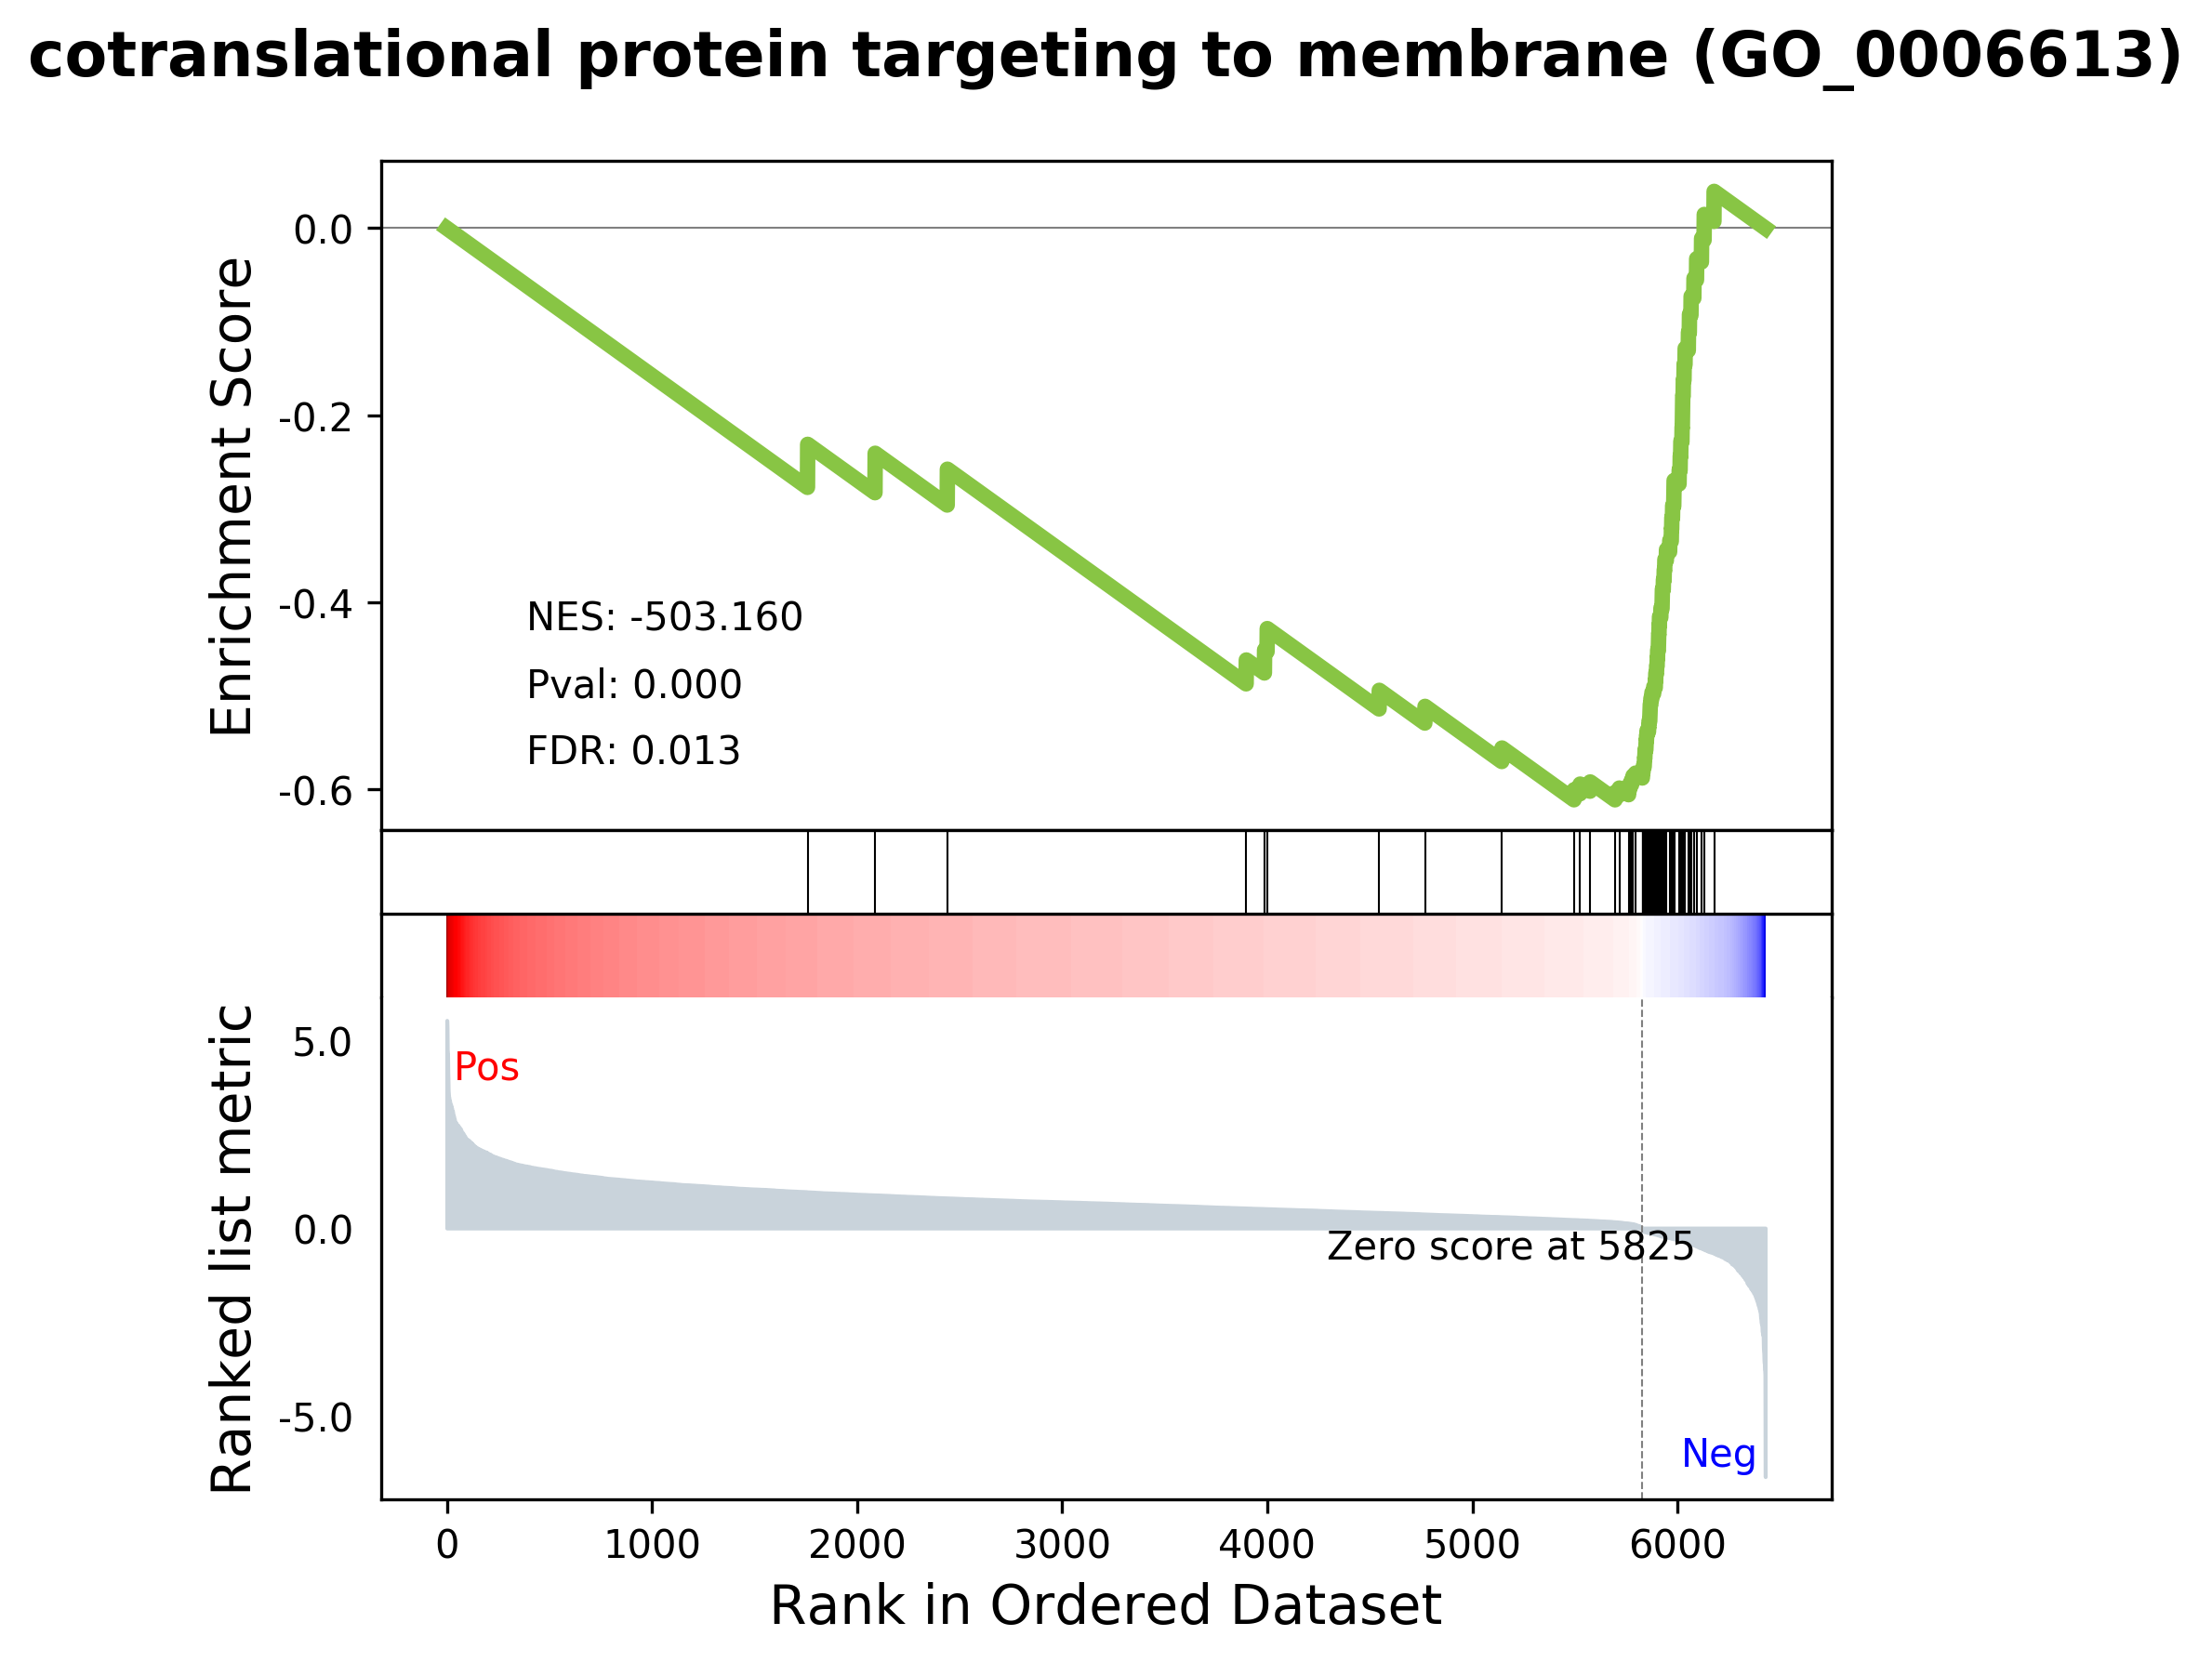 cotranslational protein targeting to membrane (GO_0006613)
Enrichment Score
0.0
-0.2
-0.4
-0.6
NES: -503.160
Pval: 0.000
FDR: 0.013
Ranked list metric
5.0
0.0
-5.0
Pos
Zero score at 5825
Neg
0 1000 2000 3000 4000 5000 6000
Rank in Ordered Dataset